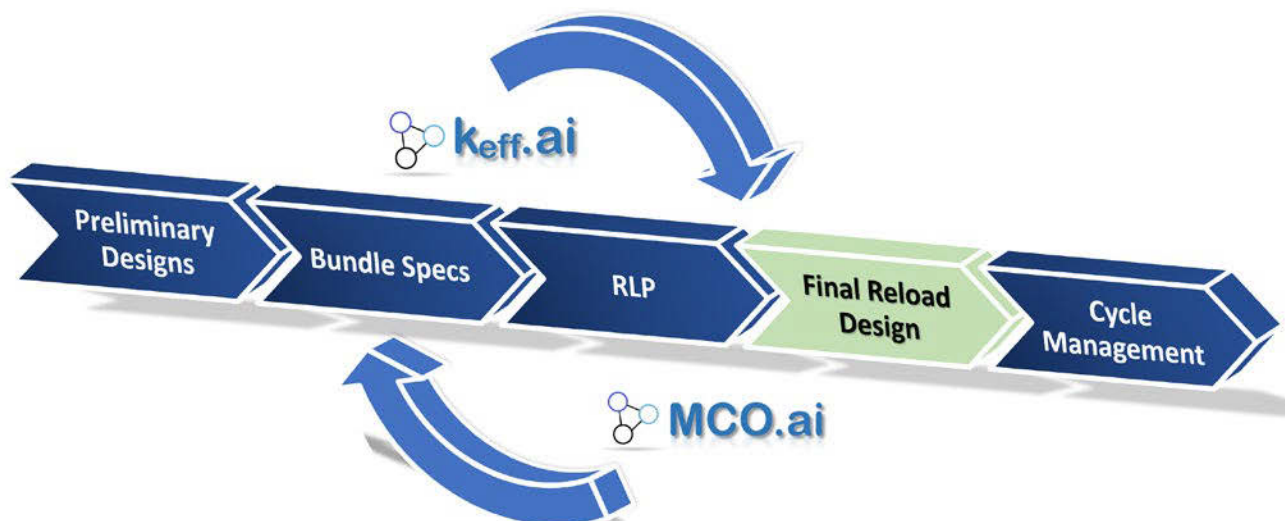 keff.ai
Preliminary
Designs
Bundle Specs
RLP
Final Reload
Design
Cycle
Management
MCO.ai